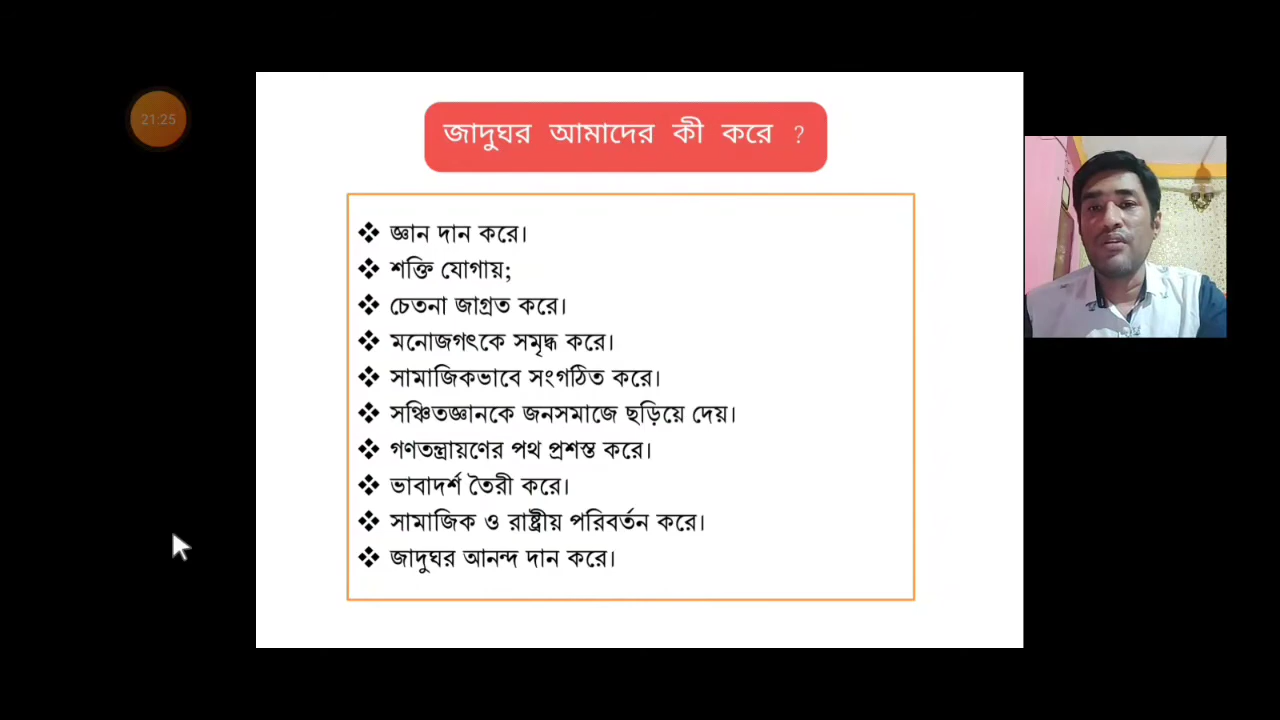 21:25
জাদুঘর আমাদের কী করে ?
❖ জ্ঞান দান করে।
❖ শক্তি যোগায়;
❖ চেতনা জাগ্রত করে।
❖ মনোজগৎকে সমৃদ্ধ করে।
❖ সামাজিকভাবে সংগঠিত করে।
❖ সঞ্চিতজ্ঞানকে জনসমাজে ছড়িয়ে দেয়।
❖ গণতন্ত্রায়ণের পথ প্রশস্ত করে।
❖ ভাবাদর্শ তৈরী করে।
❖ সামাজিক ও রাষ্ট্রীয় পরিবর্তন করে।
❖ জাদুঘর আনন্দ দান করে।